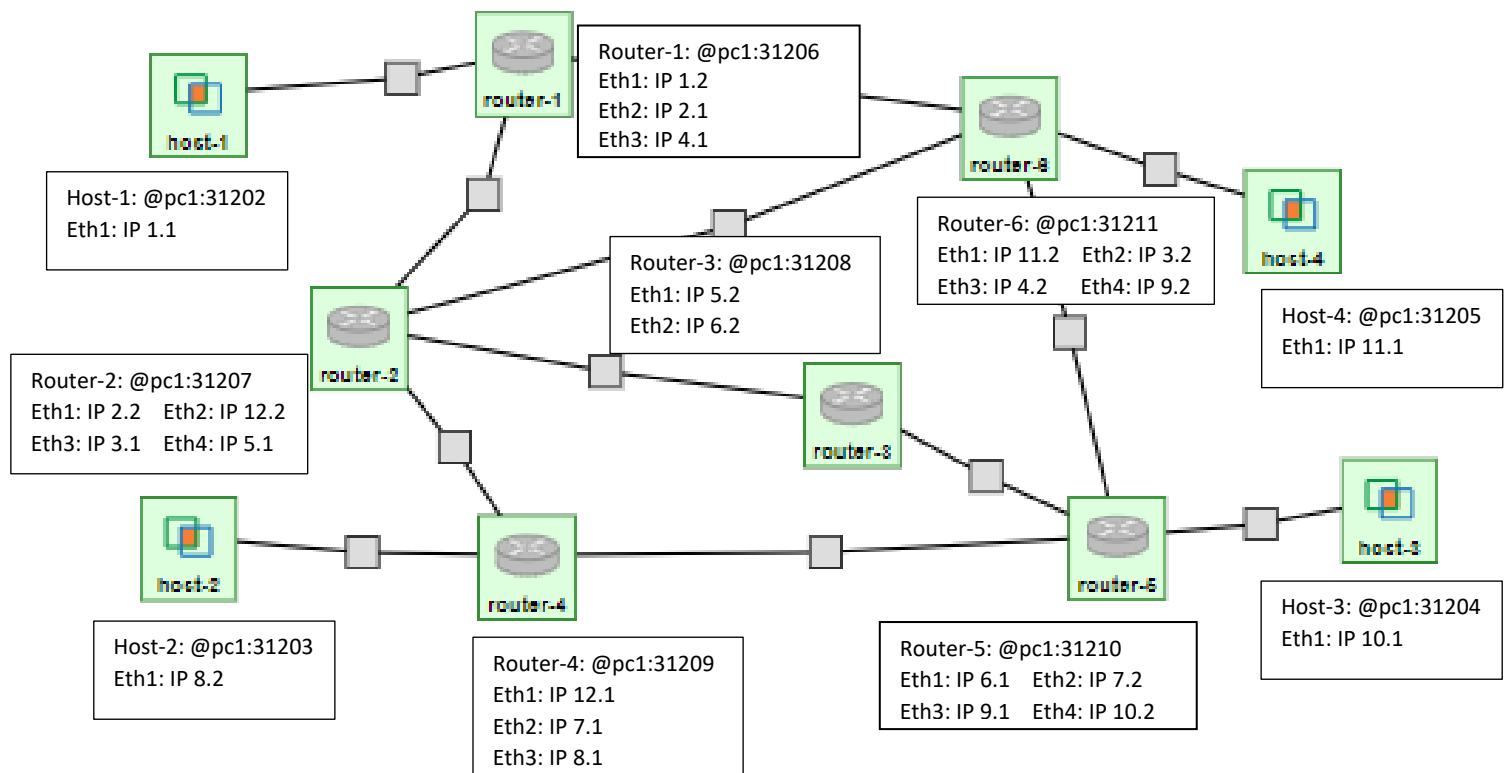 Router-1: @pc1:31206
Eth1: IP 1.2
Eth2: IP 2.1
Eth3: IP 4.1
router-1
host-1
router-6
Host-1: @pc1:31202
Eth1: IP 1.1
Router-6: @pc1:31211
Eth1: IP 11.2 Eth2: IP 3.2
Eth3: IP 4.2 Eth4: IP 9.2
host-4
Router-3: @pc1:31208
Eth1: IP 5.2
Eth2: IP 6.2
Host-4: @pc1:31205
Eth1: IP 11.1
router-2
Router-2: @pc1:31207
Eth1: IP 2.2 Eth2: IP 12.2
Eth3: IP 3.1 Eth4: IP 5.1
router-3
host-2
router-4
router-5
host-3
Host-2: @pc1:31203
Eth1: IP 8.2
Router-4: @pc1:31209
Eth1: IP 12.1
Eth2: IP 7.1
Eth3: IP 8.1
Router-5: @pc1:31210
Eth1: IP 6.1 Eth2: IP 7.2
Eth3: IP 9.1 Eth4: IP 10.2
Host-3: @pc1:31204
Eth1: IP 10.1